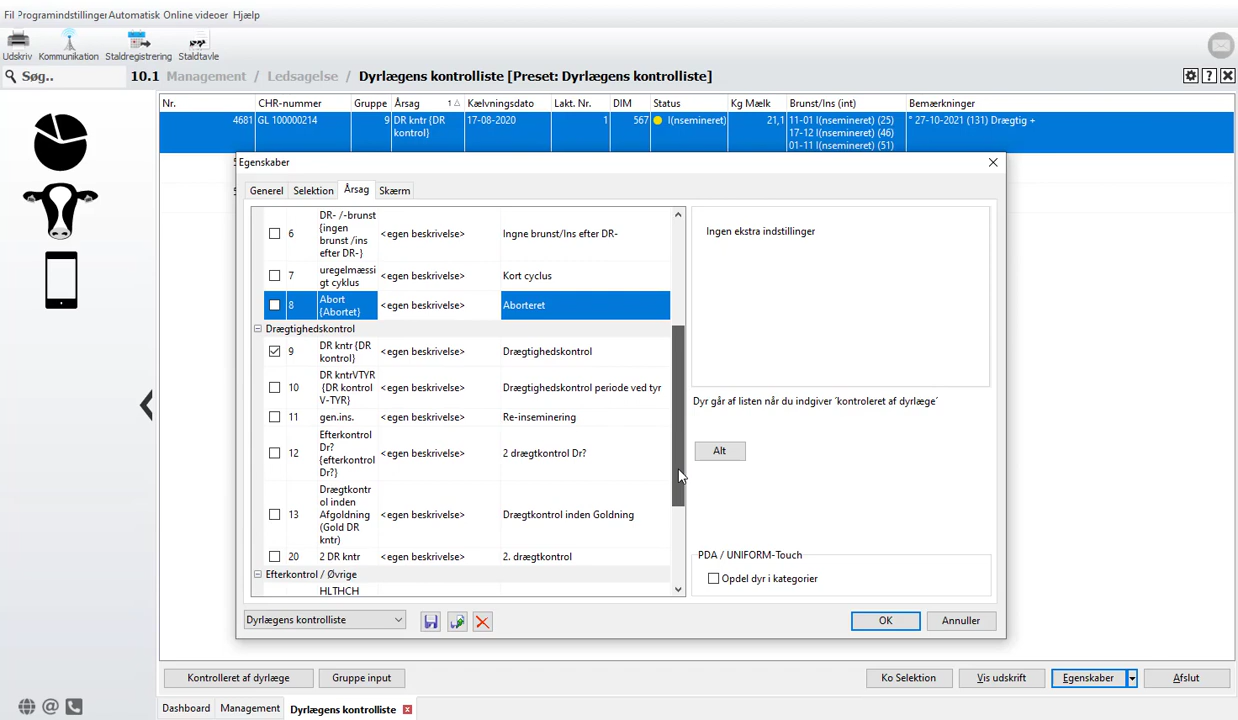 Fil Programindstillinger Automatisk Online videoer Hjælp
Udskriv Kommunikation Staldregistrering Staldtavle
Søg.. 10.1 Management / Ledsagelse / Dyrlægens kontrolliste [Preset: Dyrlægens kontrolliste]
Nr. CHR-nummer Gruppe Årsag 1 Kælvningsdato Lakt. Nr. DIM Status Kg Mælk Brunst/Ins (int) Bemærkninger
4681 GL 100000214 9 DR kntr {DR 17-08-2020 1 567 I(nsemineret) 21,1 11-01 I(nsemineret) (25) * 27-10-2021 (131) Drægtig +
kontrol} 17-12 I(nsemineret) (46)
01-11 I(nsemineret) (51)
5
5
Egenskaber
Generel Selektion Årsag Skærm
DR- /-brunst
{ingen
6 brunst /ins <egen beskrivelse> Ingne brunst/Ins efter DR-
efter DR-}
7 uregelmæssi <egen beskrivelse> Kort cyclus
gt cyklus
8 Abort <egen beskrivelse> Aborteret
{Abortet}
Drægtighedskontrol
9 DR kntr {DR <egen beskrivelse> Drægtighedskontrol
kontrol}
DR kntrVTYR
10 {DR kontrol <egen beskrivelse> Drægtighedskontrol periode ved tyr
V-TYR}
11 gen.ins. <egen beskrivelse> Re-inseminering
Efterkontrol
12 Dr? <egen beskrivelse> 2 drægtkontrol Dr?
{efterkontrol
Dr?}
Drægtkontr
ol inden
13 Afgoldning <egen beskrivelse> Drægtkontrol inden Goldning
(Gold DR
kntr)
20 2 DR kntr <egen beskrivelse> 2. drægtkontrol
Efterkontrol / Øvrige
HLTHCH
Ingen ekstra indstillinger
Dyr går af listen når du indgiver ´kontroleret af dyrlæge´
Alt
PDA / UNIFORM-Touch
Opdel dyr i kategorier
Dyrlægens kontrolliste OK Annuller
Kontrolleret af dyrlæge Gruppe input Ko Selektion Vis udskrift Egenskaber Afslut
Dashboard Management Dyrlægens kontrolliste